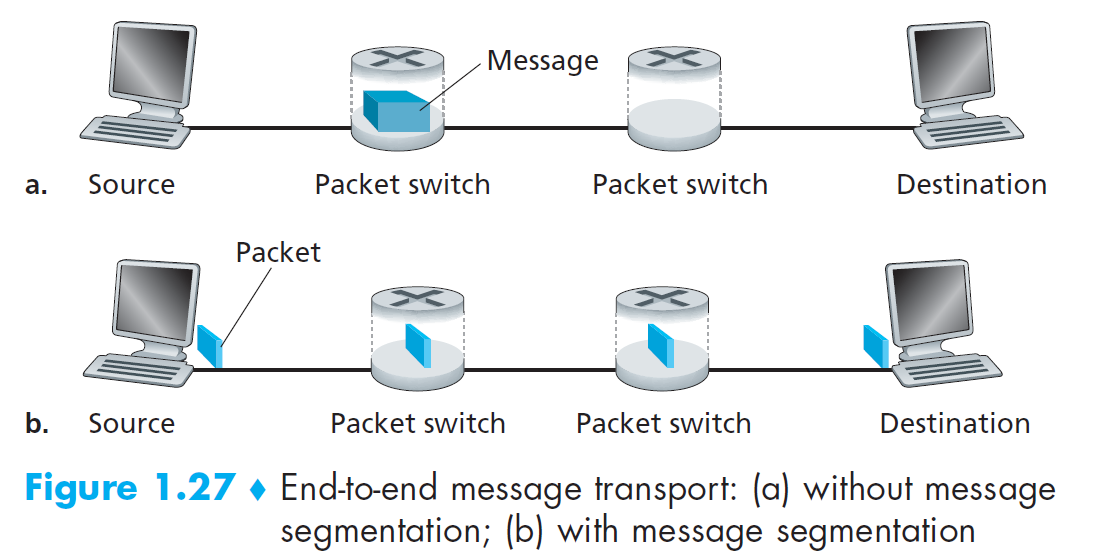 Message
a. Source Packet switch Packet switch Destination
Packet
b. Source Packet switch Packet switch Destination
Figure 1.27 ♦ End-to-end message transport: (a) without message
segmentation; (b) with message segmentation